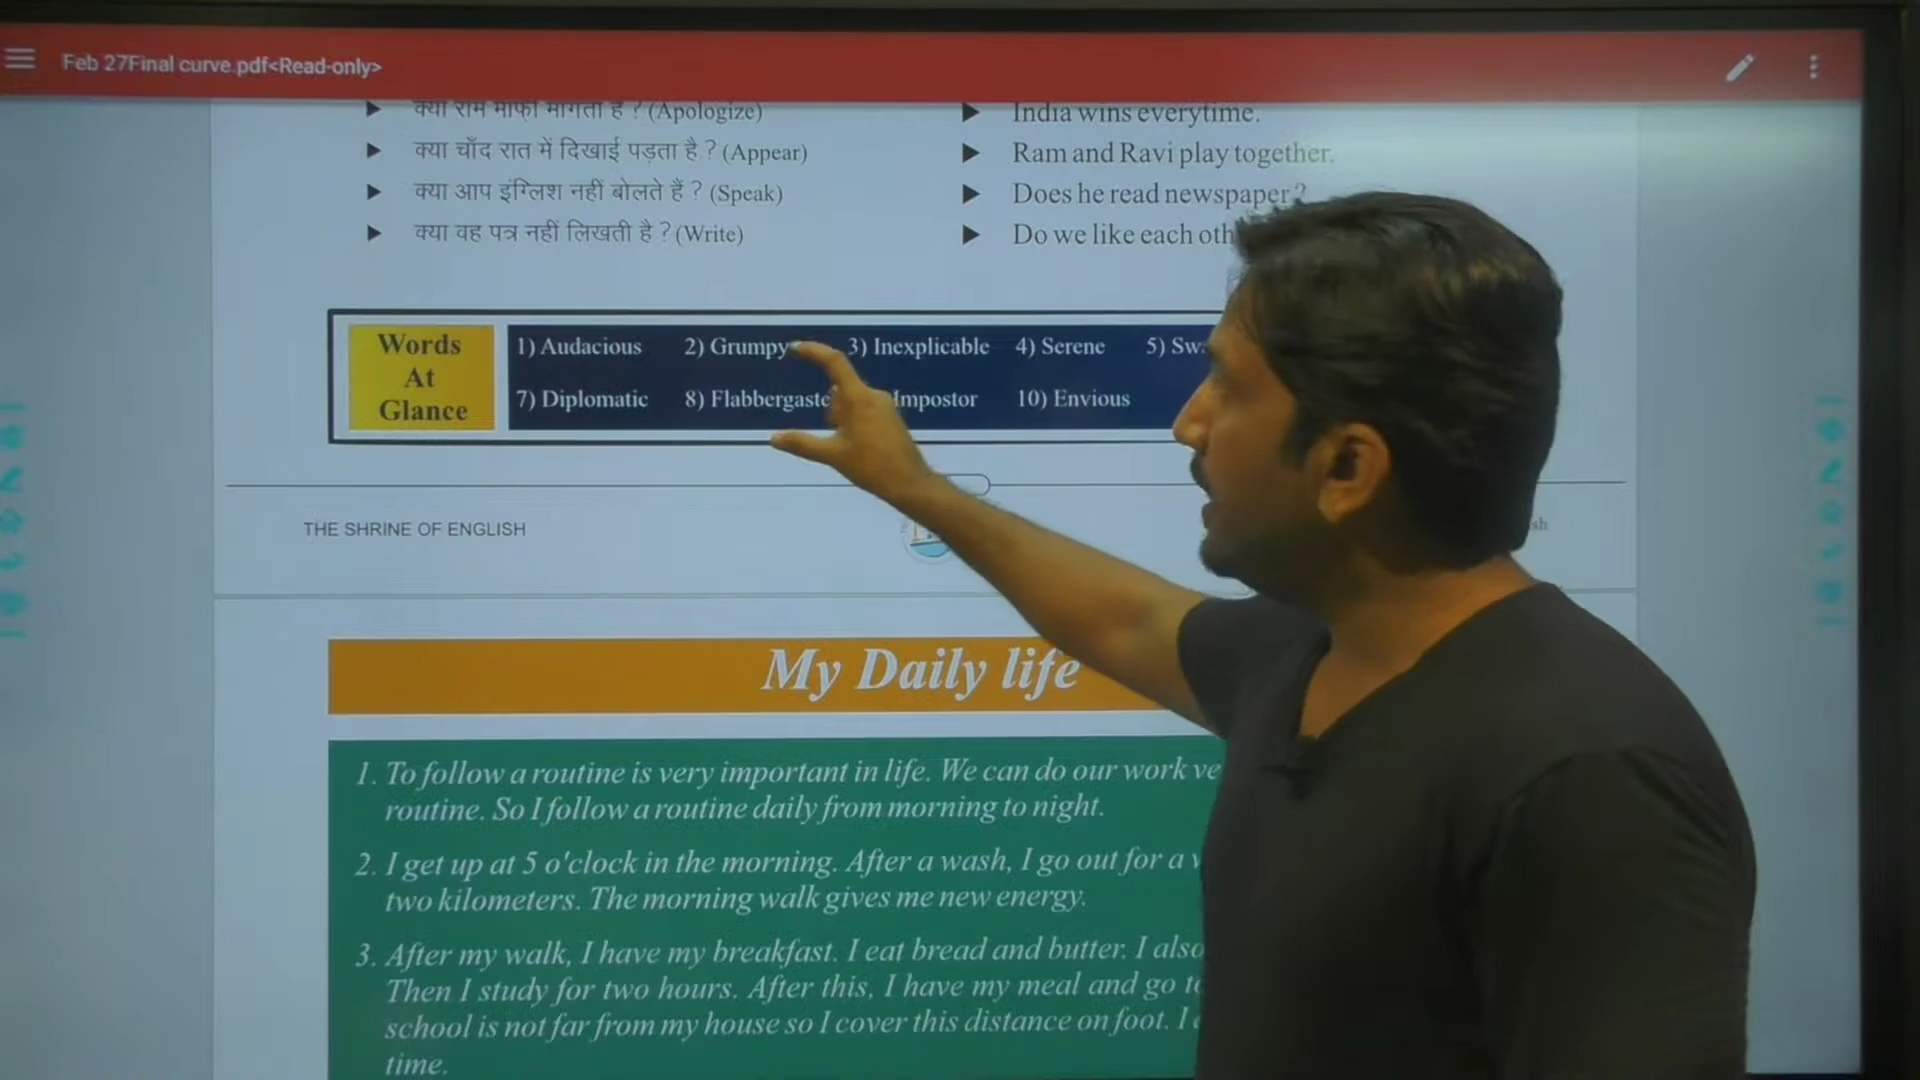 Feb 27Final curve.pdf<Read-only>
क्या राम माफी मांगता है ? (Apologize)
क्या चाँद रात में दिखाई पड़ता है ? (Appear)
क्या आप इंग्लिश नहीं बोलते हैं ? (Speak)
क्या वह पत्र नहीं लिखती है ? (Write)
India wins everytime.
Ram and Ravi play together.
Does he read newspaper ?
Do we like each
Words
At
Glance
1) Audacious 2) Grumpy 3) Inexplicable 4) Serene 5)
7) Diplomatic 8) Impostor 10) Envious
THE SHRINE OF ENGLISH
My Daily life
1. To follow a routine is very important in life. We can do our work
routine. So I follow a routine daily from morning to night.
2. I get up at 5 o'clock in the morning. After a wash, I go out for a
two kilometers. The morning walk gives me new energy.
3. After my walk, I have my breakfast. I eat bread and butter. I also
Then I study for two hours. After this, I have my meal and go
school is not far from my house so I cover this distance on foot. I
time.